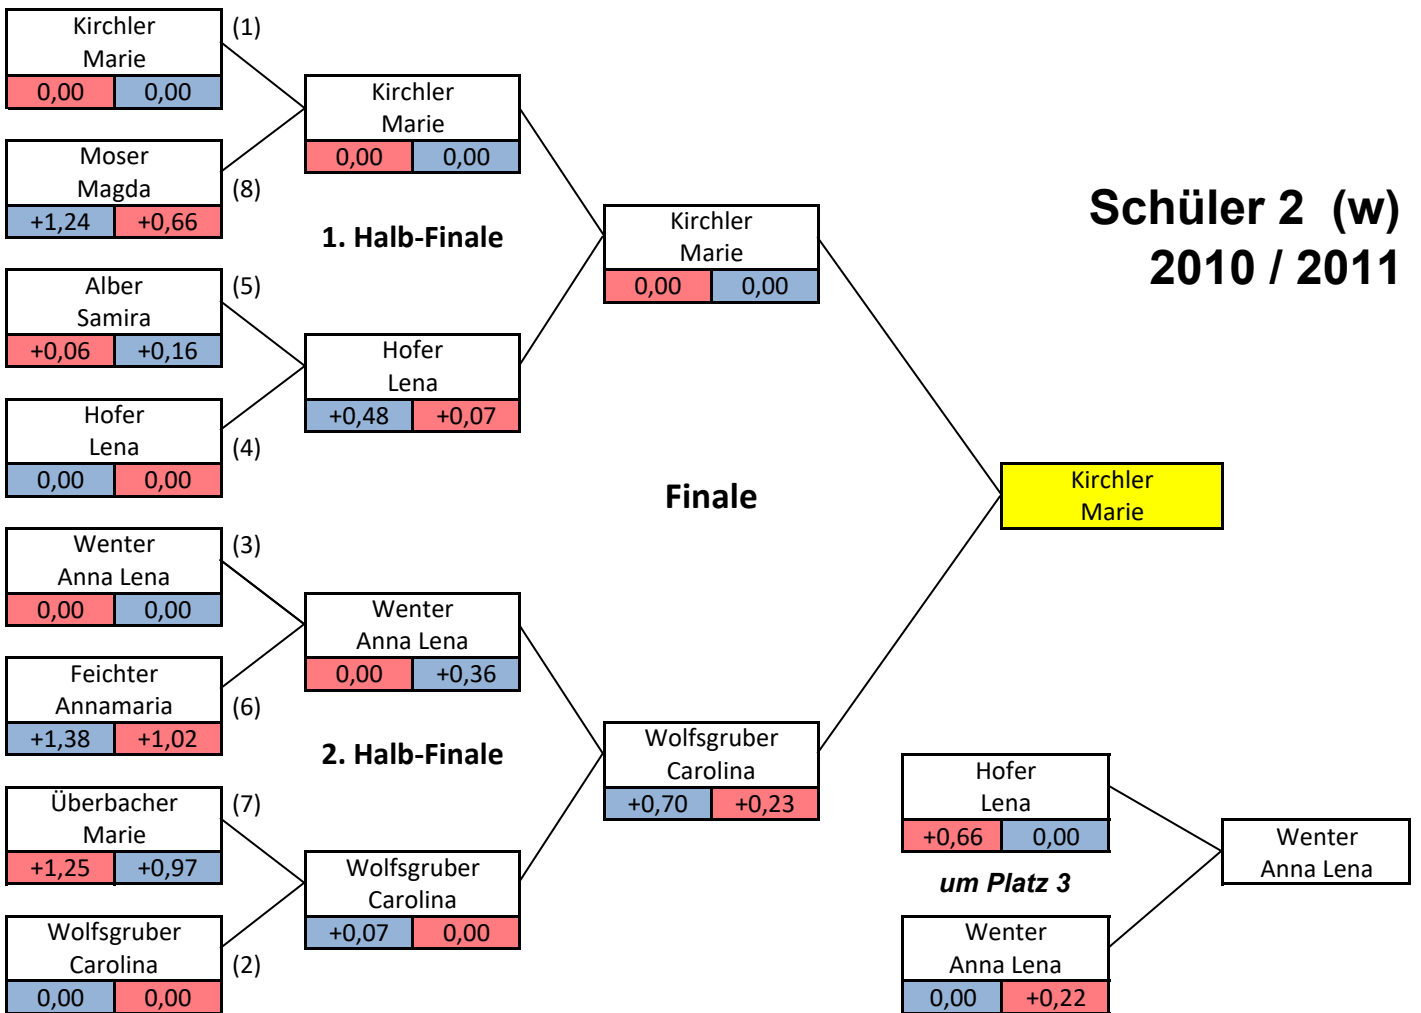 Kirchler
Marie
(1)
0,00 0,00
Moser
Magda
(8)
+1,24 +0,66
Alber
Samira
(5)
+0,06 +0,16
Hofer
Lena
(4)
0,00 0,00
Wenter
Anna Lena
(3)
0,00 0,00
Feichter
Annamaria
(6)
+1,38 +1,02
Überbacher
Marie
(7)
+1,25 +0,97
Wolfsgruber
Carolina
(2)
0,00 0,00
Kirchler
Marie
0,00 0,00
1. Halb-Finale
Hofer
Lena
+0,48 +0,07
Wenter
Anna Lena
0,00 +0,36
2. Halb-Finale
Wolfsgruber
Carolina
+0,07 0,00
Kirchler
Marie
0,00 0,00
Finale
Wolfsgruber
Carolina
+0,70 +0,23
Schüler 2 (w)
2010 / 2011
Kirchler
Marie
Hofer
Lena
+0,66 0,00
um Platz 3
Wenter
Anna Lena
0,00 +0,22
Wenter
Anna Lena